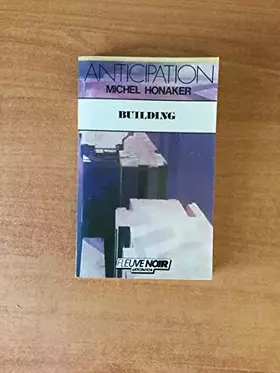 ANTICIPATION
MICHEL HONAKER
BUILDING
FLEUVE NOIR